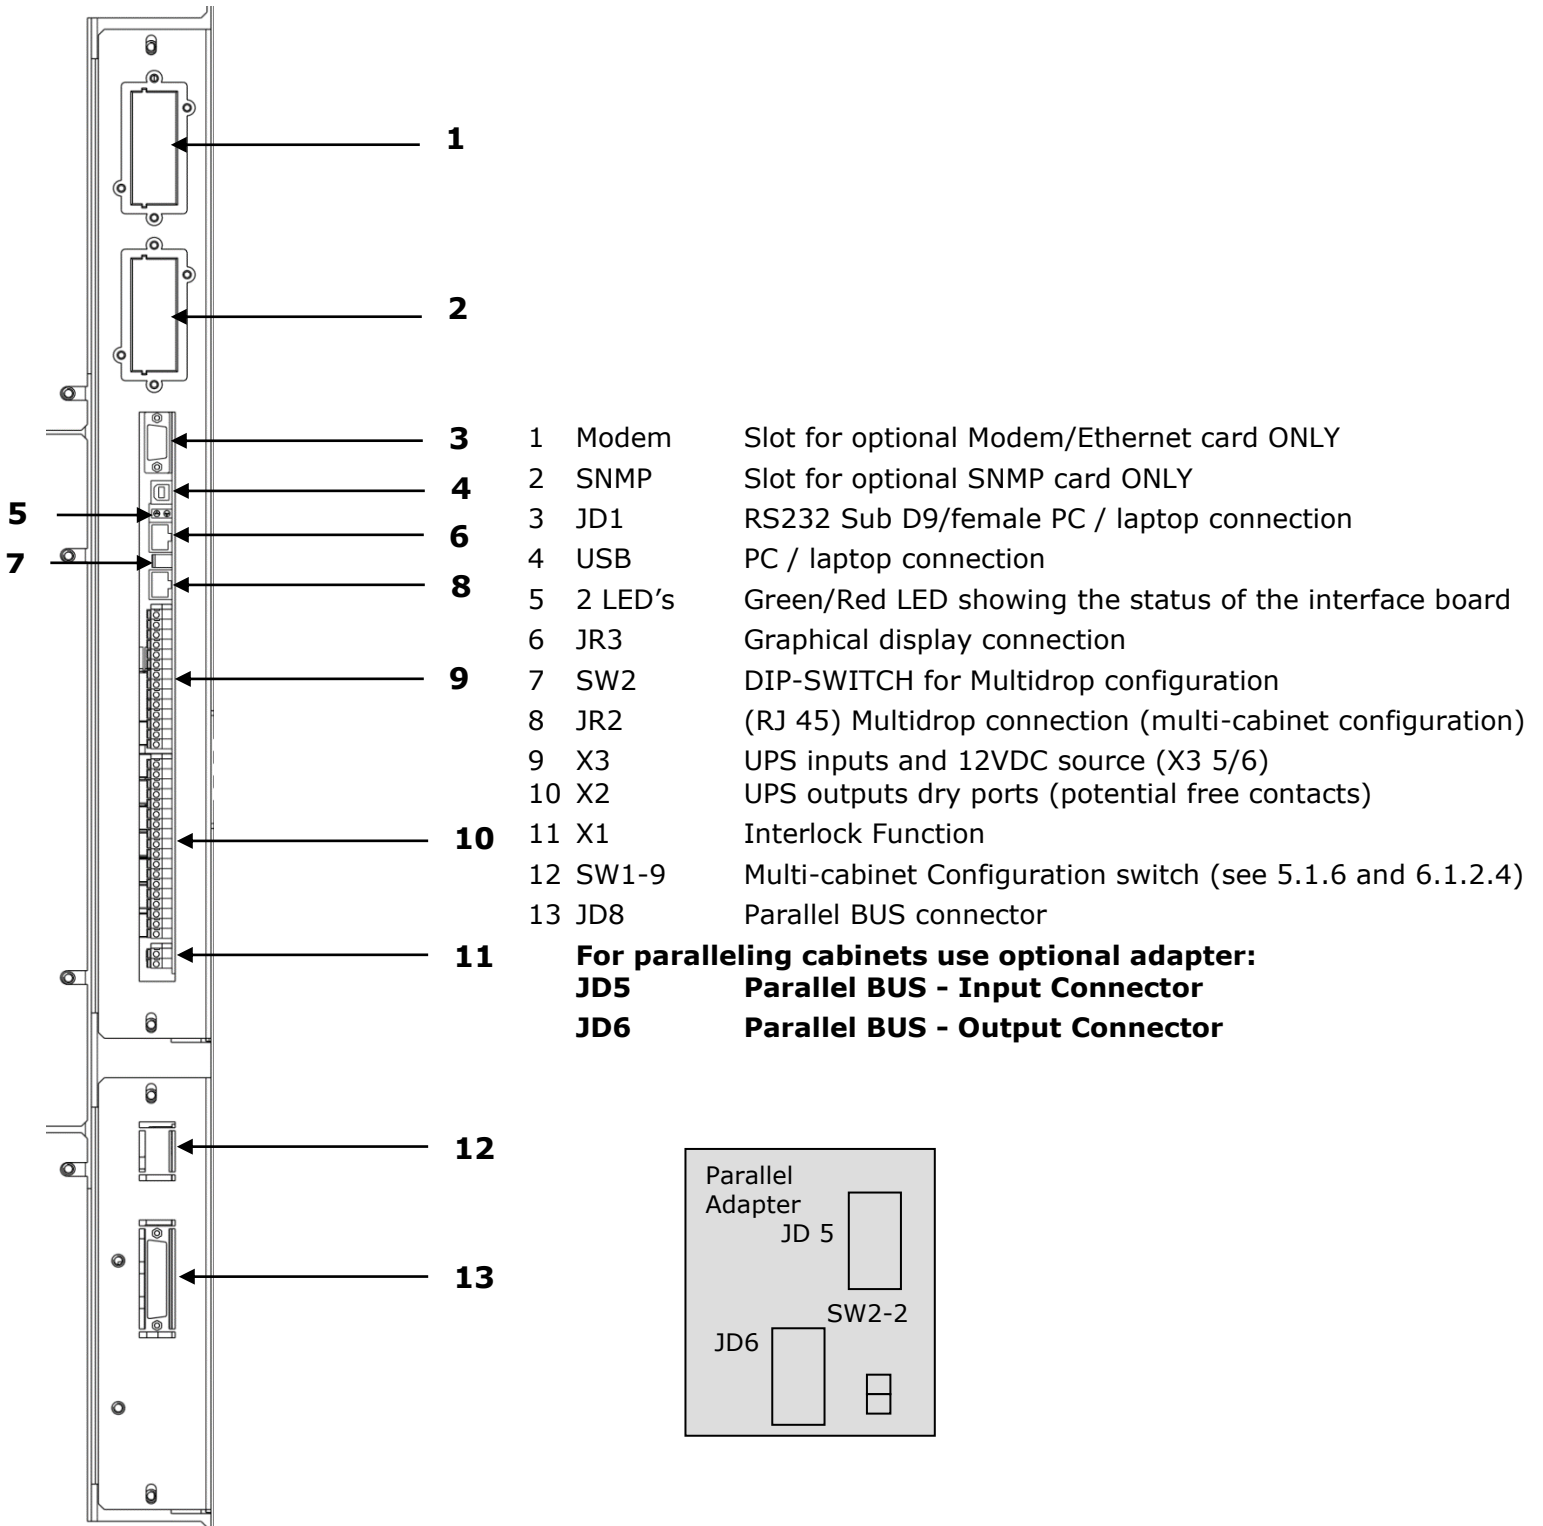 1
2
3
4
5
6
7
8
9
10
11
12
13
1 Modem Slot for optional Modem/Ethernet card ONLY
2 SNMP Slot for optional SNMP card ONLY
3 JD1 RS232 Sub D9/female PC / laptop connection
4 USB PC / laptop connection
5 2 LED’s Green/Red LED showing the status of the interface board
6 JR3 Graphical display connection
7 SW2 DIP-SWITCH for Multidrop configuration
8 JR2 (RJ 45) Multidrop connection (multi-cabinet configuration)
9 X3 UPS inputs and 12VDC source (X3 5/6)
10 X2 UPS outputs dry ports (potential free contacts)
11 X1 Interlock Function
12 SW1-9 Multi-cabinet Configuration switch (see 5.1.6 and 6.1.2.4)
13 JD8 Parallel BUS connector
For paralleling cabinets use optional adapter:
JD5 Parallel BUS - Input Connector
JD6 Parallel BUS - Output Connector
Parallel
Adapter
JD 5
SW2-2
JD6